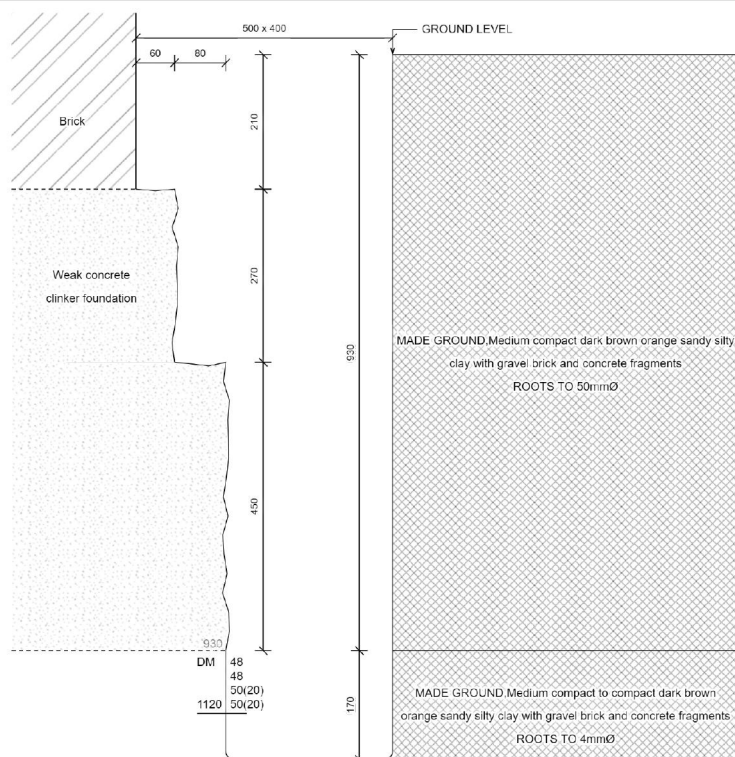 500 x 400
GROUND LEVEL
60
80
210
Brick
Weak concrete
clinker foundation
270
930
MADE GROUND,Medium compact dark brown orange sandy silty
clay with gravel brick and concrete fragments
ROOTS TO 50mmØ
450
930
DM 48
48
50(20)
1120 50(20)
170
MADE GROUND,Medium compact to compact dark brown
orange sandy silty clay with gravel brick and concrete fragments
ROOTS TO 4mmØ